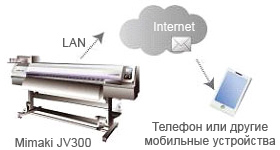 Internet
LAN
Mimaki JV300
Телефон или другие
мобильные устройства